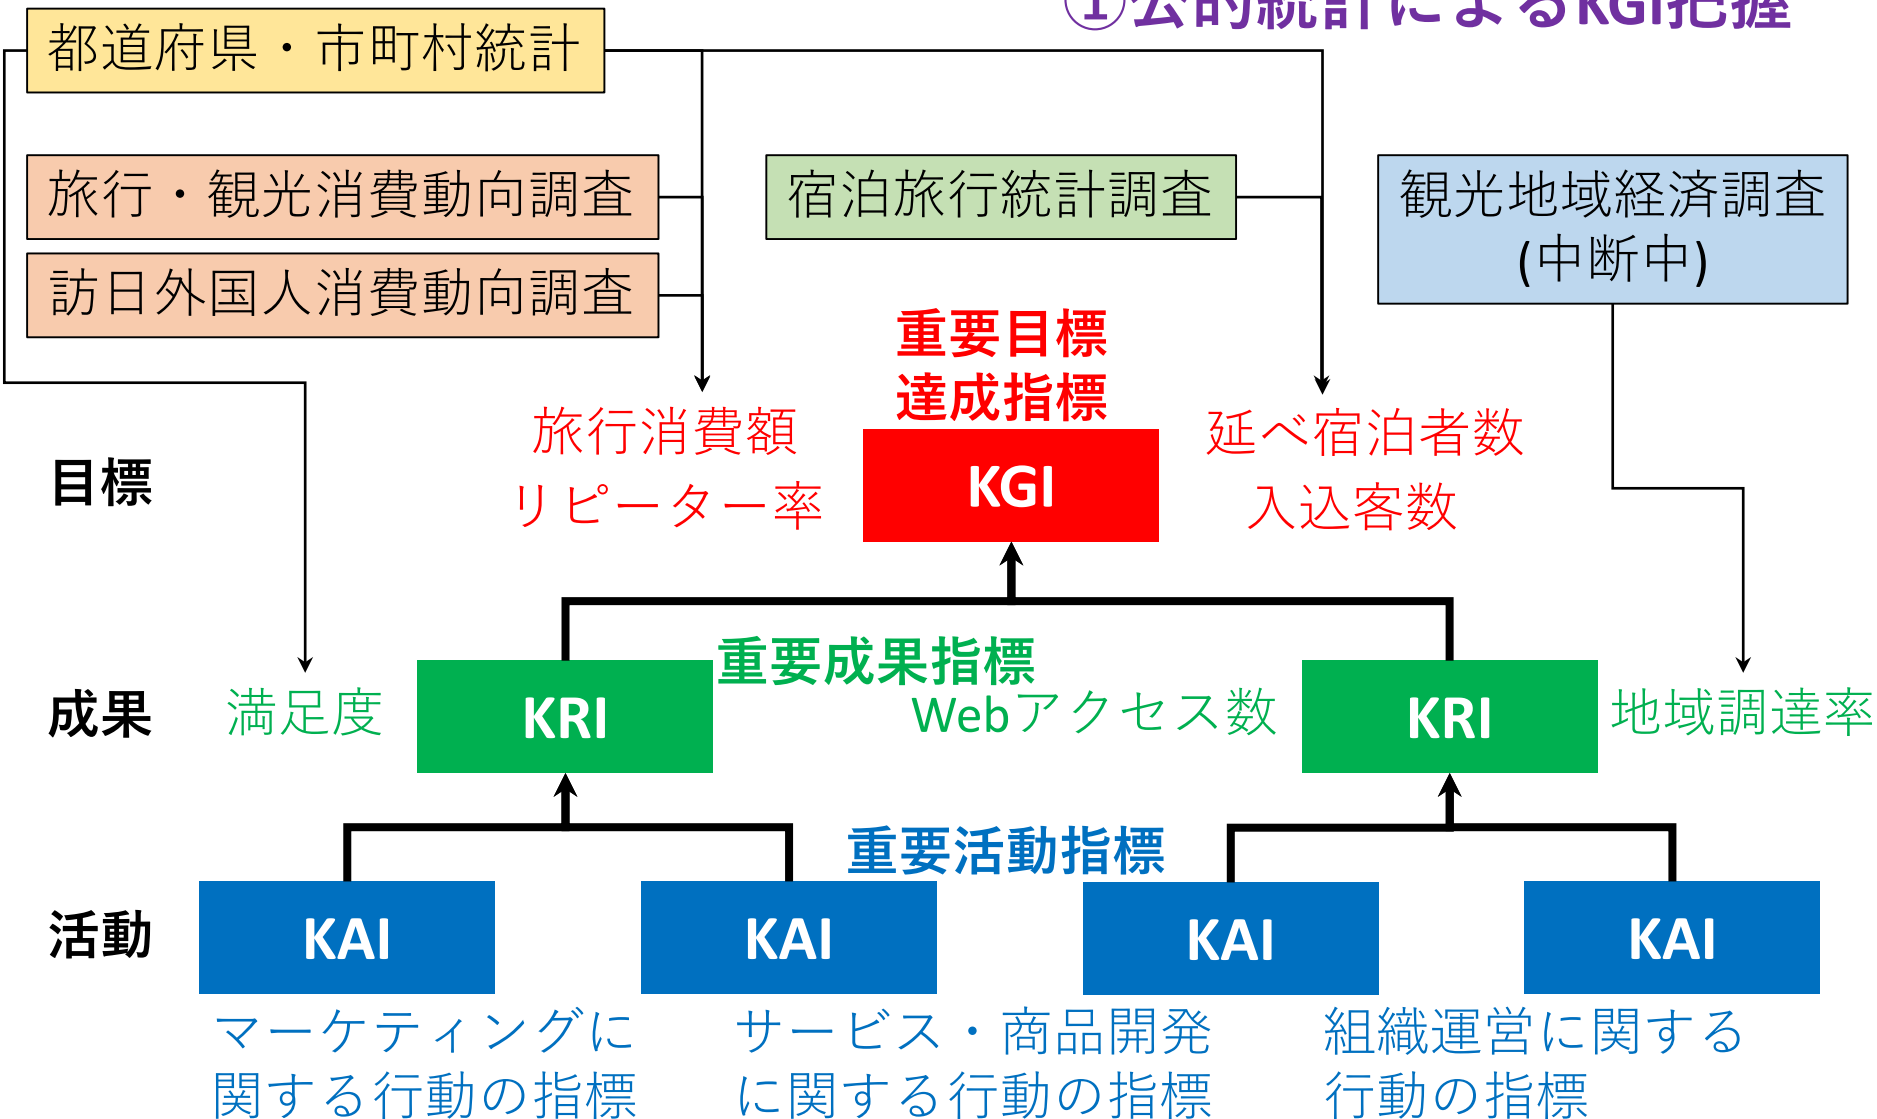 ①公的統計によるKGI把握
都道府県・市町村統計
旅行・観光消費動向調査
宿泊旅行統計調査
観光地域経済調査
(中断中)
訪日外国人消費動向調査
重要目標
達成指標
旅行消費額
リピーター率
KGI
延べ宿泊者数
入込客数
目標
重要成果指標
成果
満足度
KRI
Webアクセス数
KRI
地域調達率
重要活動指標
活動
KAI
KAI
KAI
KAI
マーケティングに
関する行動の指標
サービス・商品開発
に関する行動の指標
組織運営に関する
行動の指標